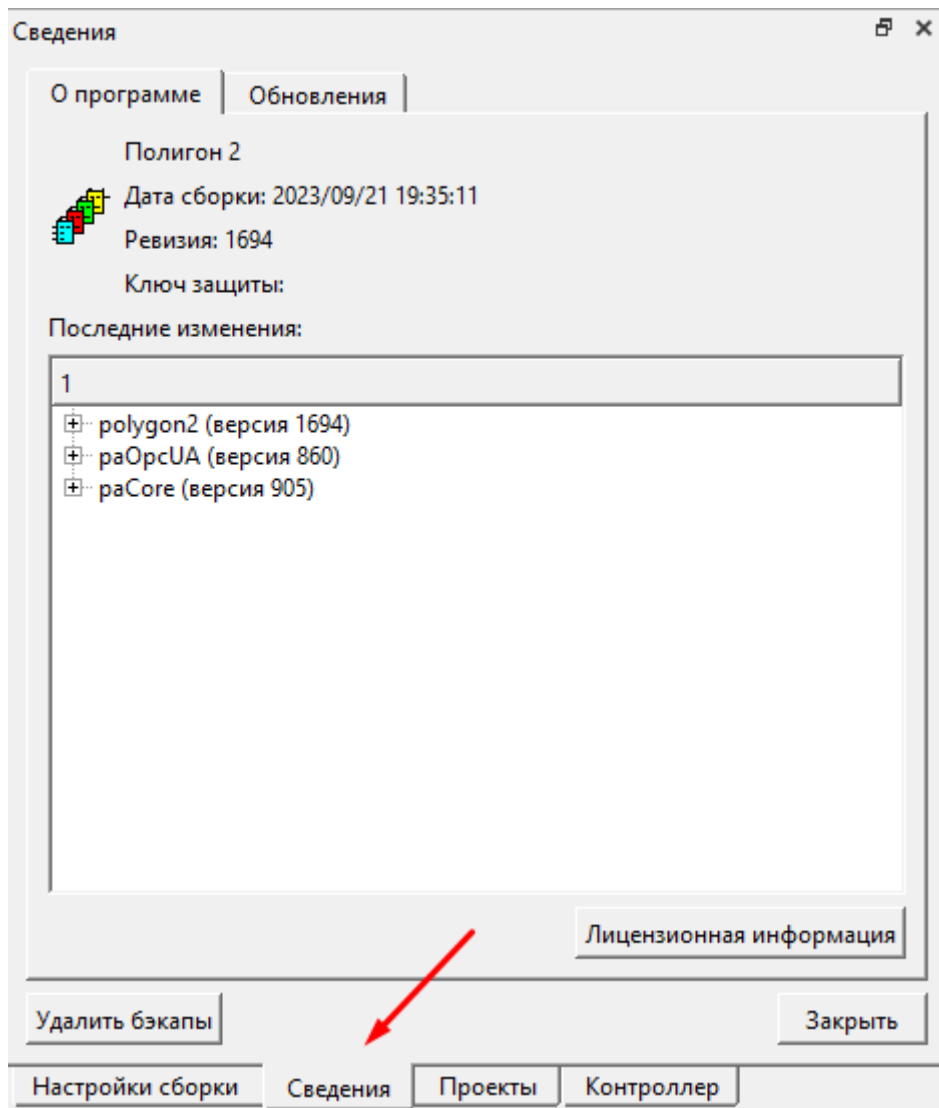 Сведения
О программе Обновления
Полигон 2
Дата сборки: 2023/09/21 19:35:11
Ревизия: 1694
Ключ защиты:
Последние изменения:
1
polygon2 (версия 1694)
paOpcUA (версия 860)
paCore (версия 905)
Лицензионная информация
Удалить бэкапы Закрыть
Настройки сборки Сведения Проекты Контроллер